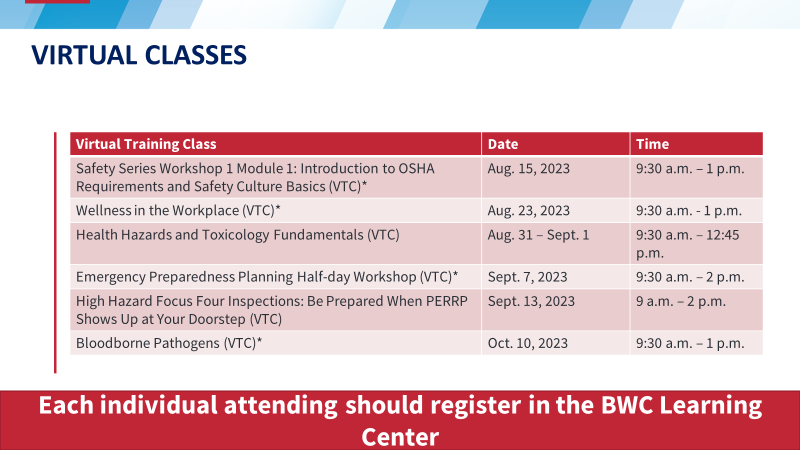 VIRTUAL CLASSES
Virtual Training Class Date Time
Safety Series Workshop 1 Module 1: Introduction to OSHA Aug. 15, 2023 9:30 a.m. – 1 p.m.
Requirements and Safety Culture Basics (VTC)*
Wellness in the Workplace (VTC)* Aug. 23, 2023 9:30 a.m. - 1 p.m.
Health Hazards and Toxicology Fundamentals (VTC) Aug. 31 – Sept. 1 9:30 a.m. – 12:45
p.m.
Emergency Preparedness Planning Half-day Workshop (VTC)* Sept. 7, 2023 9:30 a.m. – 2 p.m.
High Hazard Focus Four Inspections: Be Prepared When PERRP Sept. 13, 2023 9 a.m. – 2 p.m.
Shows Up at Your Doorstep (VTC)
Bloodborne Pathogens (VTC)* Oct. 10, 2023 9:30 a.m. – 1 p.m.
Each individual attending should register in the BWC Learning
Center